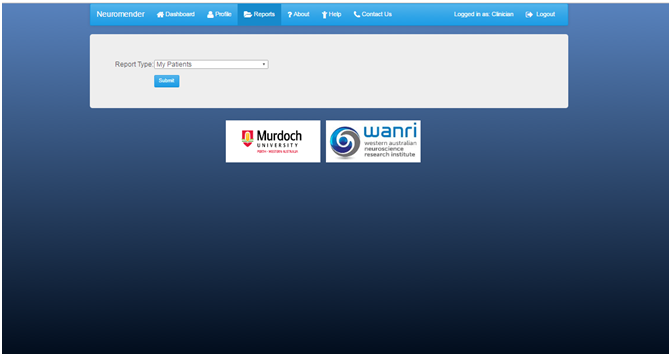 Neuromender Dashboard Profile Reports ? About Help Contact Us Logged in as: Clinician Logout
Report Type: My Patients
Submit
Murdoch
UNIVERSITY
PERTH - WESTERN AUSTRALIA
wanri
western australian
neuroscience
research institute